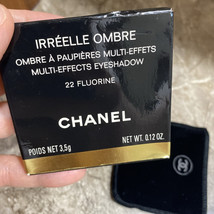 IRRÉELLE OMBRE
OMBRE À PAUPIÈRES MULTI-EFFETS
MULTI-EFFECTS EYESHADOW
22 FLUORINE
CHANEL
POIDS NET 3,5g NET WT. 0.12 OZ.